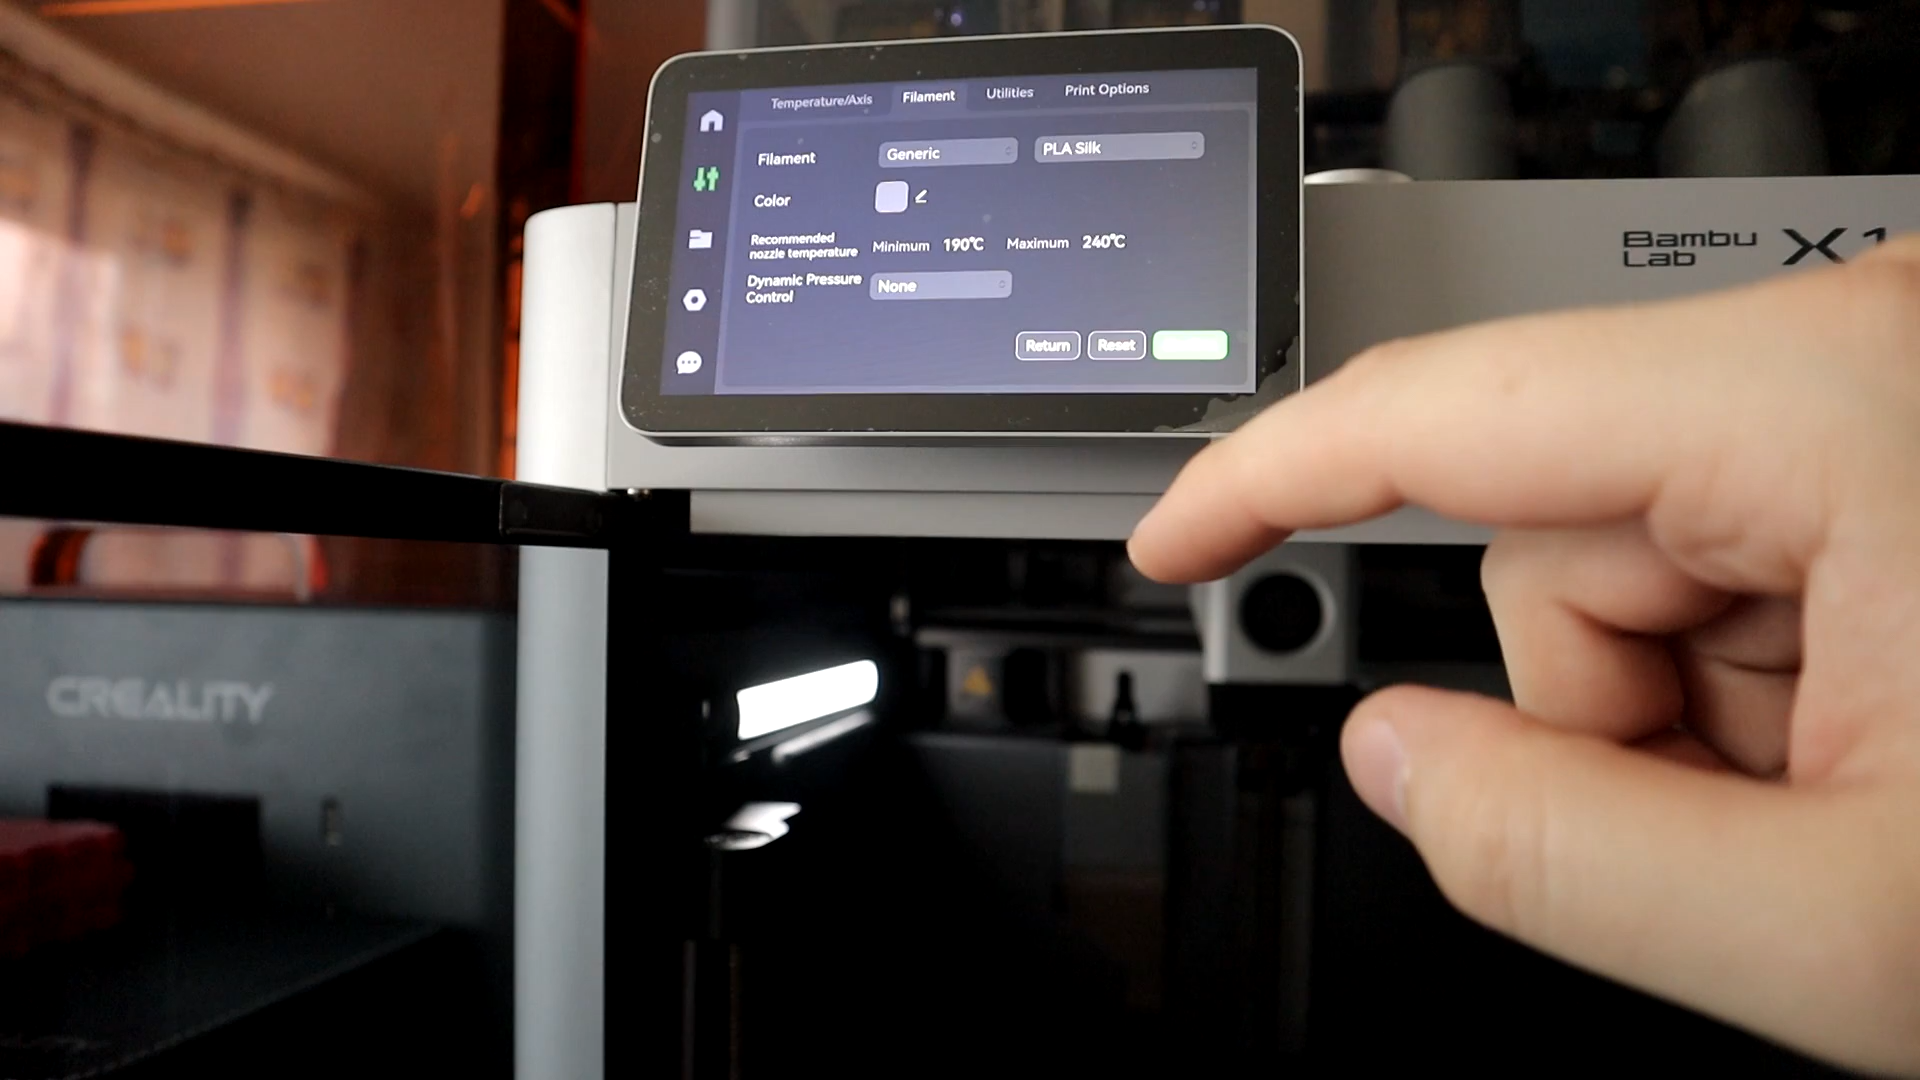 Temperature/Axis Filament Utilities Print Options
Filament Generic PLA Silk
Color
Recommended
nozzle temperature Minimum 190℃ Maximum 240℃
Dynamic Pressure
Control None
Return Reset
Bambu
Lab X1
CREALITY